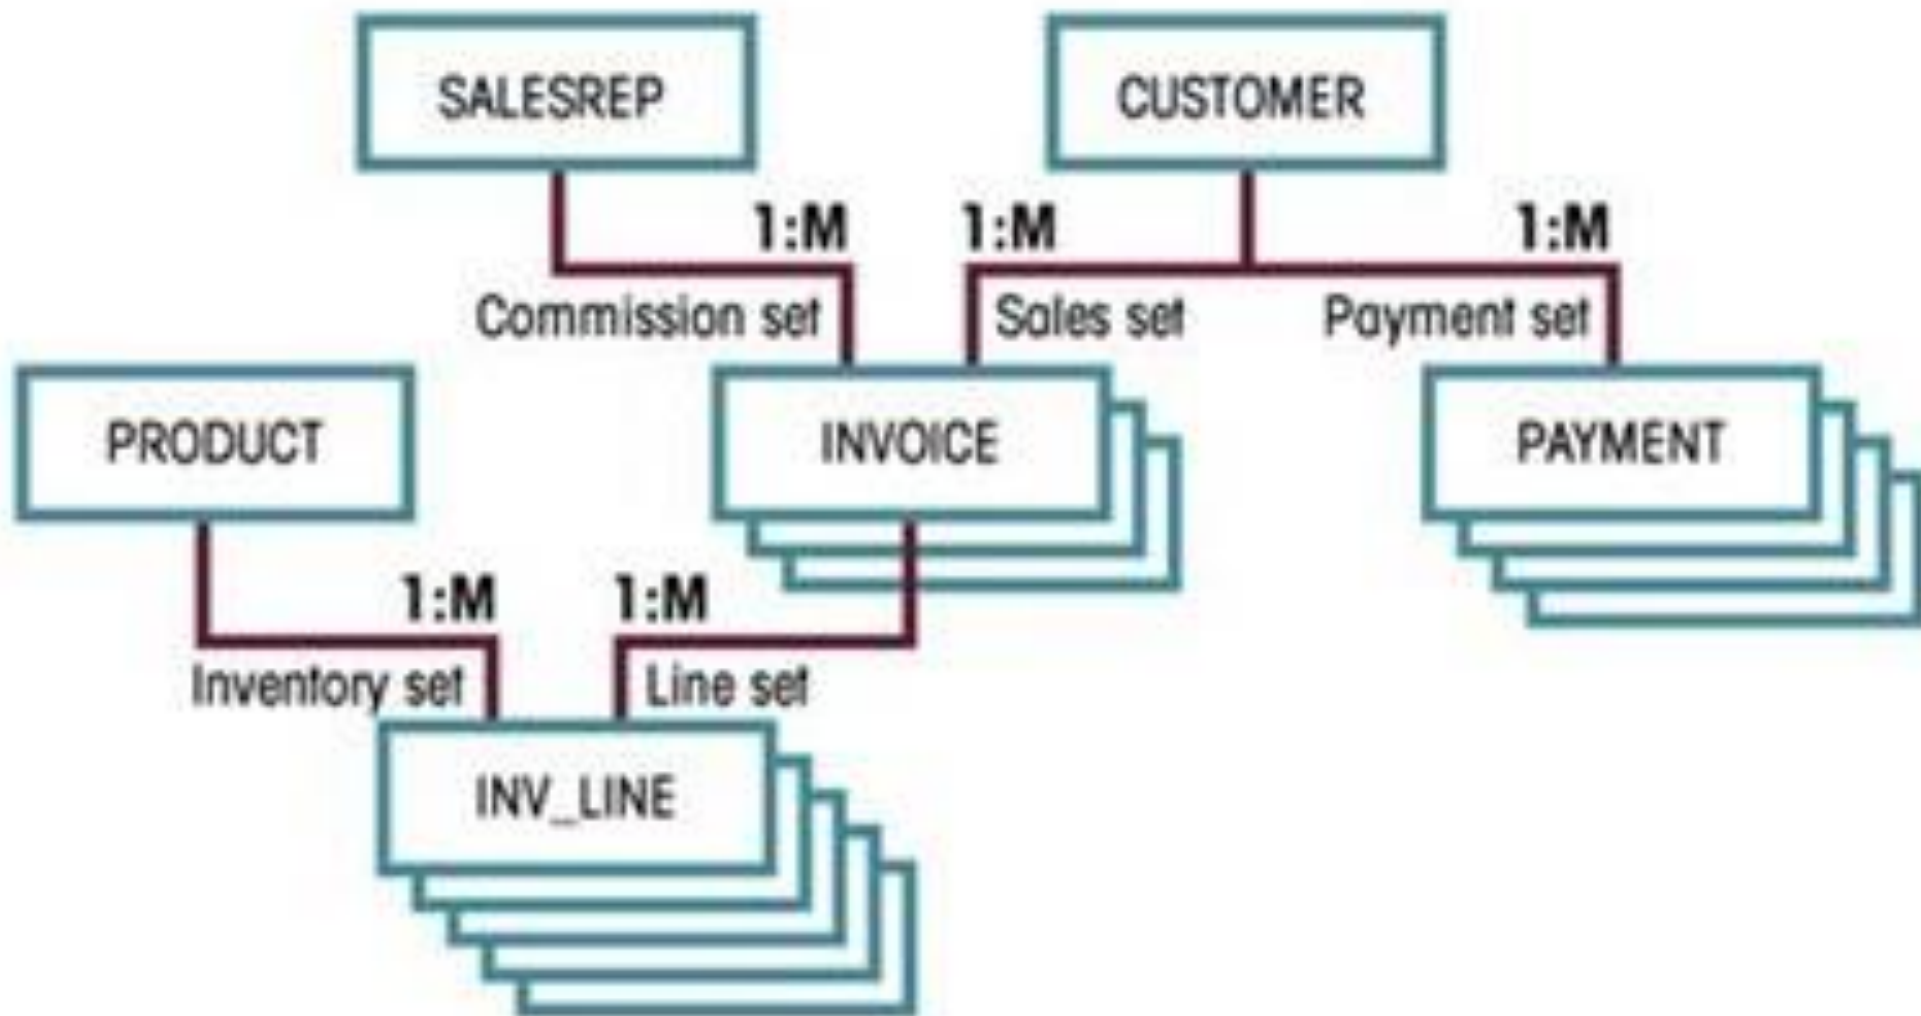 SALESREP
CUSTOMER
1:M
1:M
1:M
Commission set
Sales set
Payment set
PRODUCT
INVOICE
PAYMENT
1:M
1:M
Inventory set
Line set
INV_LINE